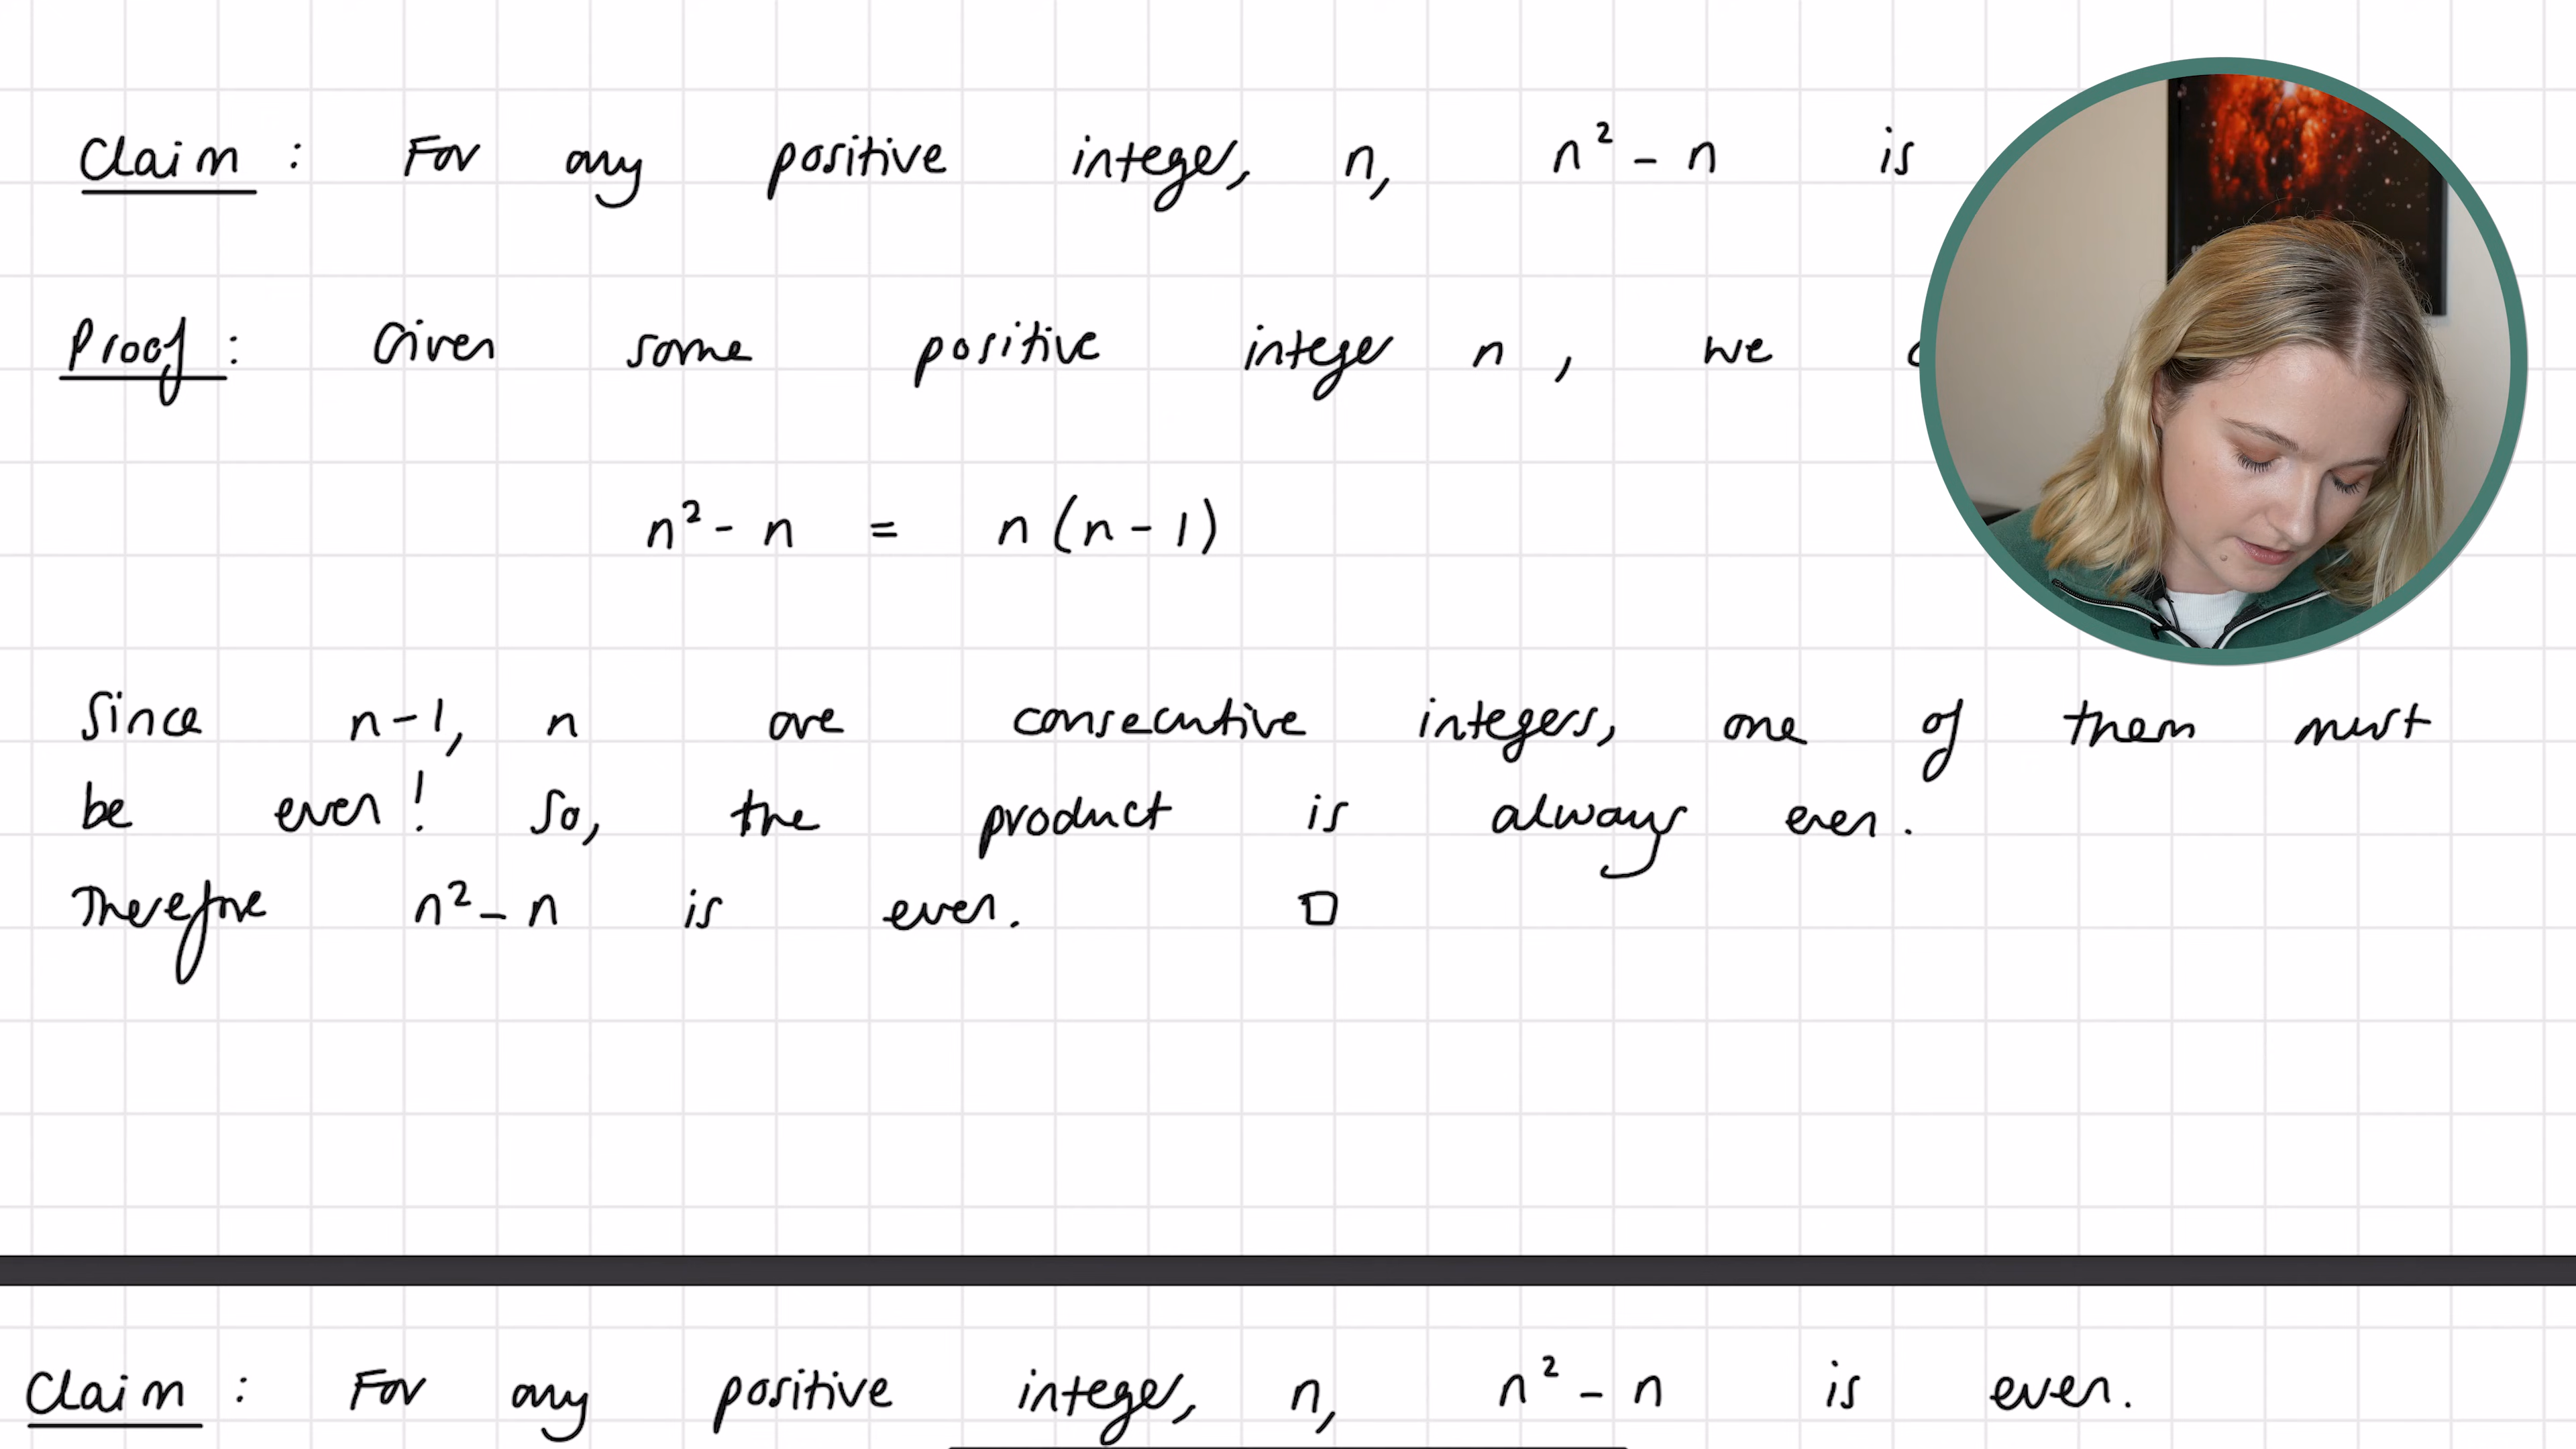 Claim : For any positive integer, n, n² - n is
Proof : Given some positive integer n , we
n² - n = n (n - 1)
Since n-1, n are consecutive integers, one of them must
be even! So, the product is always even.
Therefore n² - n is even. □
Claim : For any positive integer, n, n² - n is even.